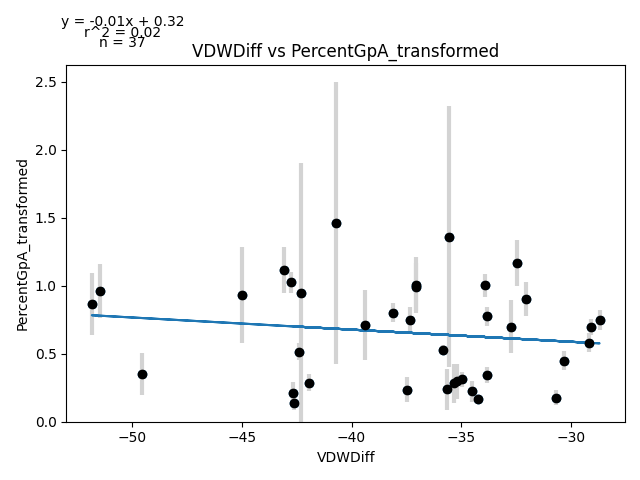 y = -0.01x + 0.32
r^2 = 0.02
n = 37
VDWDiff vs PercentGpA_transformed
2.5
2.0
1.5
1.0
0.5
0.0
PercentGpA_transformed
−50
−45
−40
−35
−30
VDWDiff